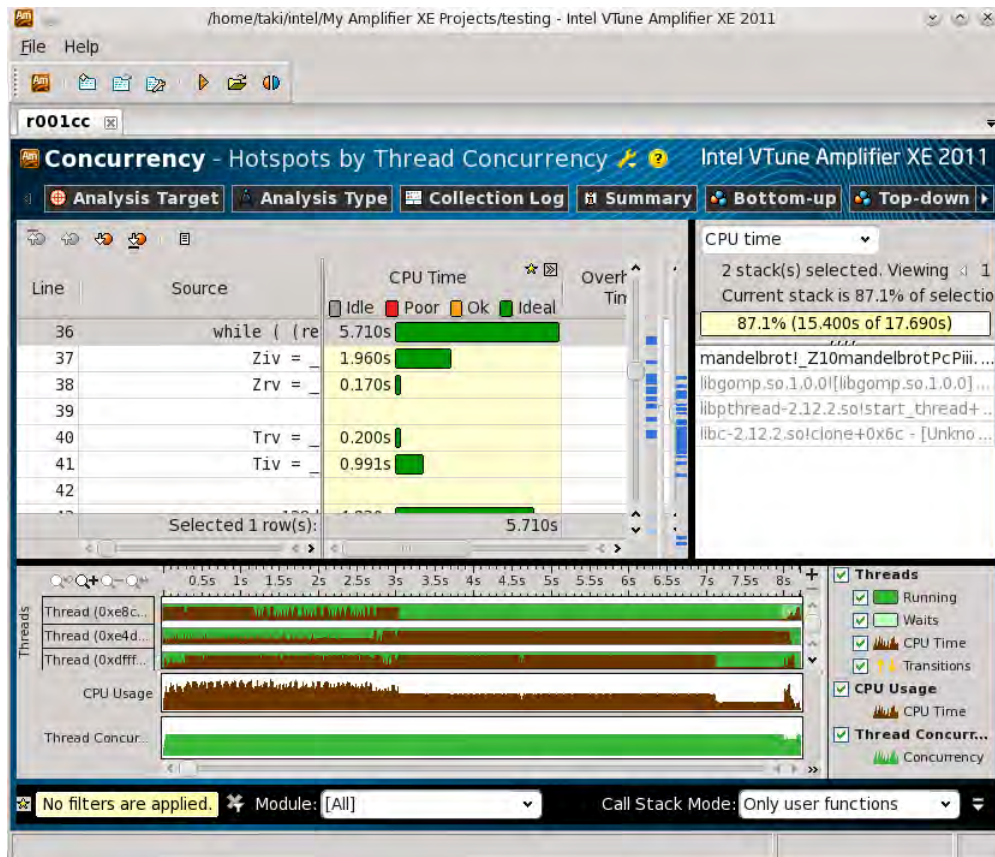 /home/taki/intel/My Amplifier XE Projects/testing - Intel VTune Amplifier XE 2011
File Help
r001cc
Concurrency - Hotspots by Thread Concurrency Intel VTune Amplifier XE 2011
Analysis Target Analysis Type Collection Log Summary Bottom-up Top-down
CPU time
2 stack(s) selected. Viewing 1
Current stack is 87.1% of selectio
87.1% (15.400s of 17.690s)
mandelbrot!_Z10mandelbrotPcPiii. ...
libgomp.so.1.0.0![libgomp.so.1.0.0] ...
libpthread-2.12.2.so!start_thread+ ...
libc-2.12.2.so!clone+0x6c - [Unkno ...
Line Source CPU Time Overh Tim
Idle Poor Ok Ideal
36 while ( (re 5.710s
37 Ziv = _ 1.960s
38 Zrv = _ 0.170s
39
40 Trv = _ 0.200s
41 Tiv = _ 0.991s
42
Selected 1 row(s): 5.710s
0.5s 1s 1.5s 2s 2.5s 3s 3.5s 4s 4.5s 5s 5.5s 6s 6.5s 7s 7.5s 8s
Threads
Thread (0xe8c...
Thread (0xe4d...
Thread (0xdfff...
CPU Usage
Thread Concur...
Threads
Running
Waits
CPU Time
Transitions
CPU Usage
CPU Time
Thread Concurr...
Concurrency
No filters are applied. Module: [All] Call Stack Mode: Only user functions